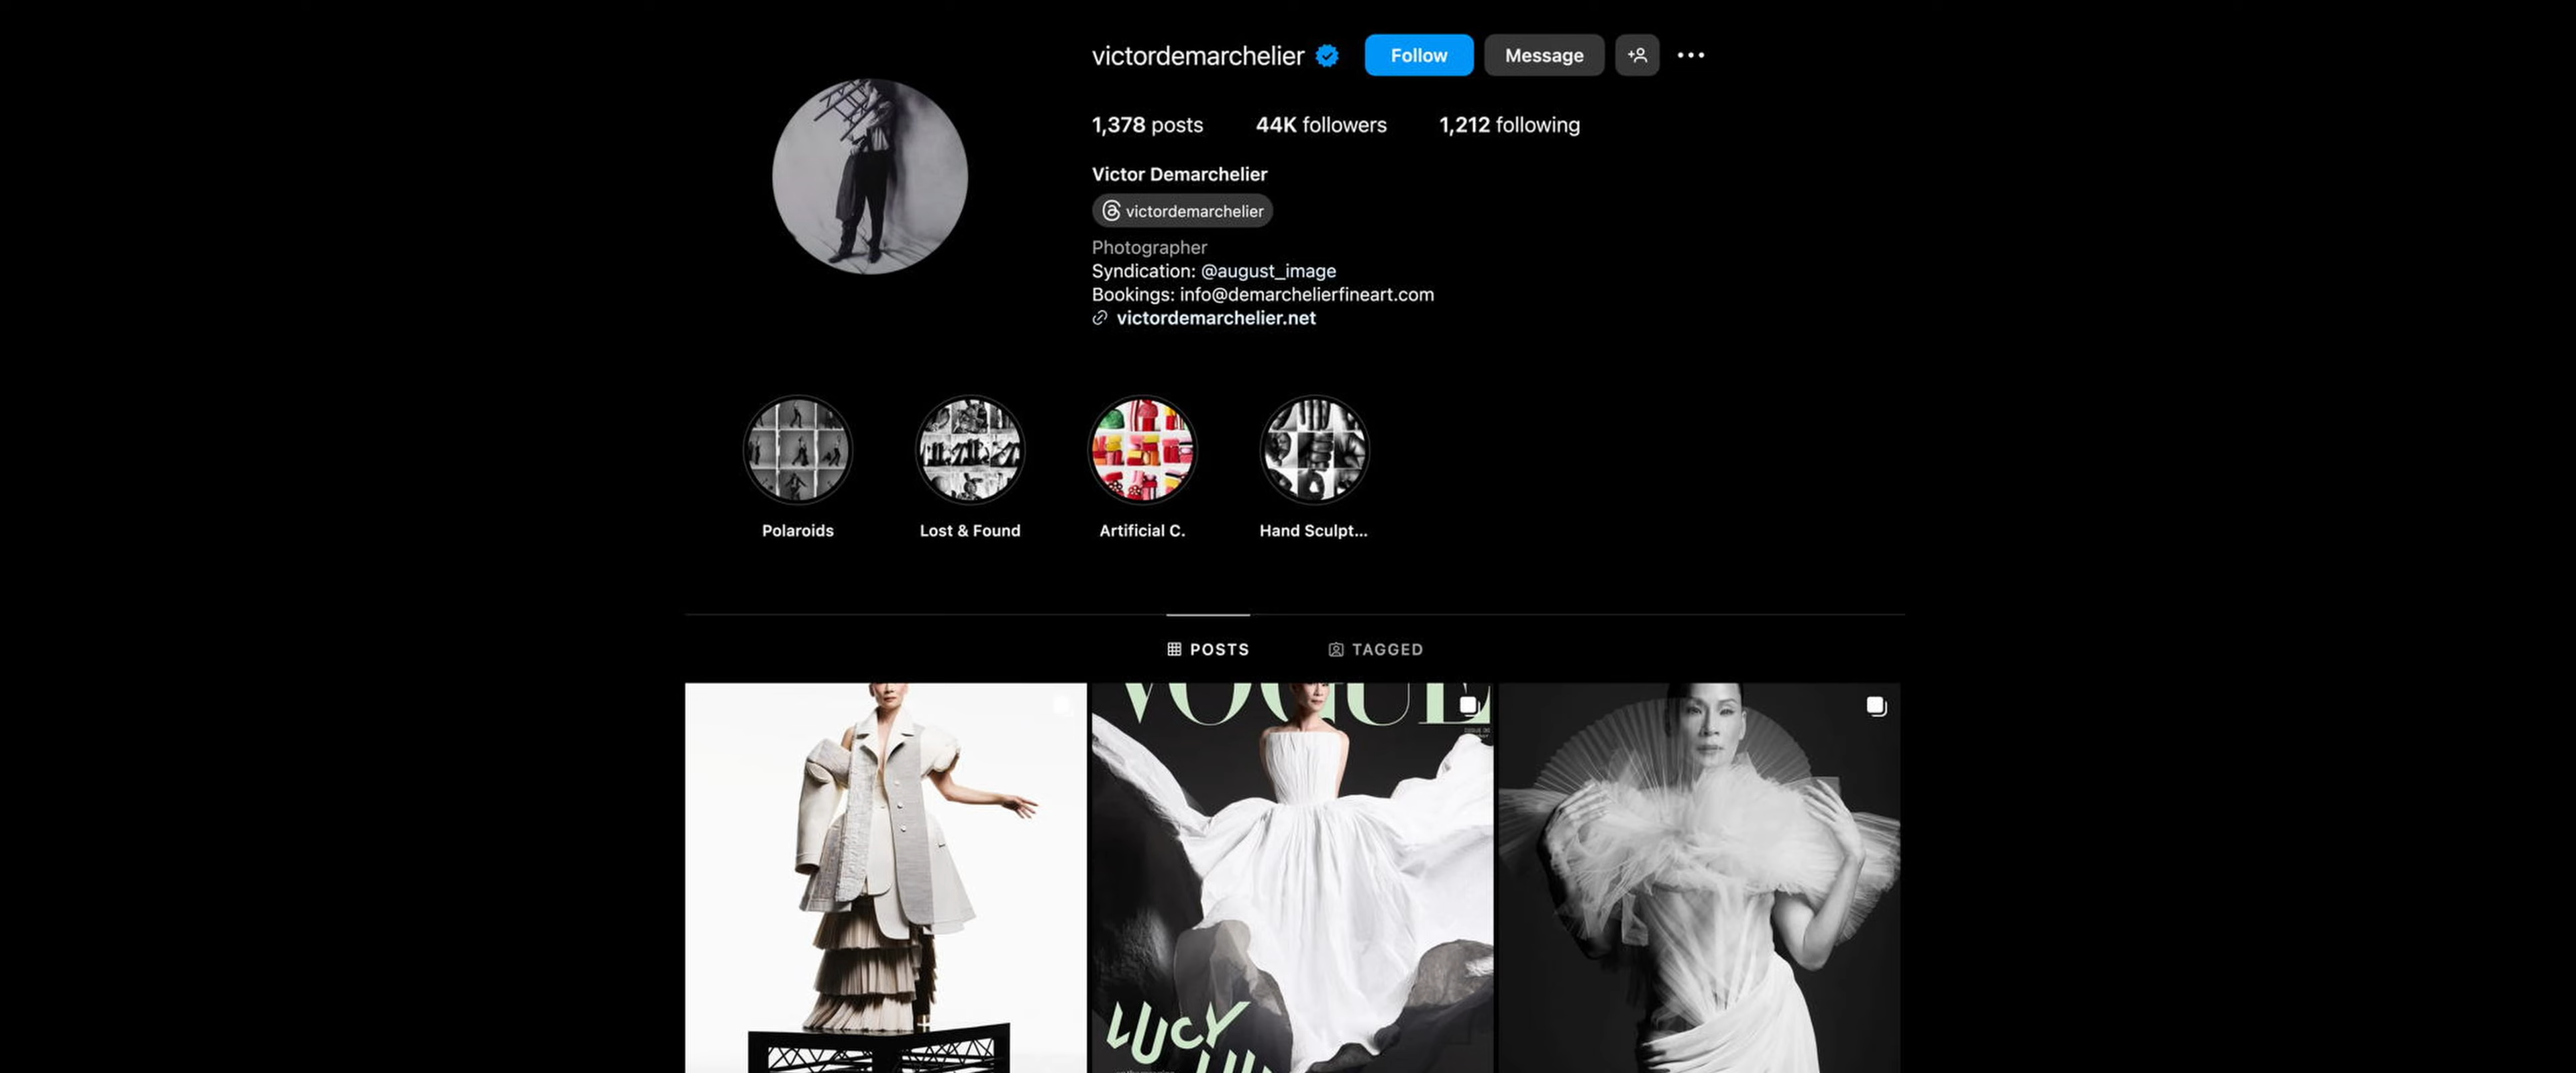 victordemarchelier
Follow
Message
1,378 posts
44K followers
1,212 following
Victor Demarchelier
victordemarchelier
Photographer
Syndication: @august_image
Bookings: info@demarchelierfineart.com
victordemarchelier.net
Polaroids
Lost & Found
Artificial C.
Hand Sculpt...
POSTS
TAGGED
VOGUE
LUCY